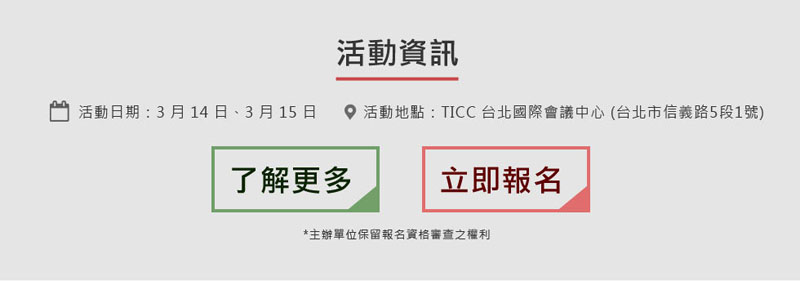 活動資訊
活動日期：3 月 14 日、3 月 15 日 活動地點：TICC 台北國際會議中心 (台北市信義路5段1號)
了解更多 立即報名
*主辦單位保留報名資格審查之權利